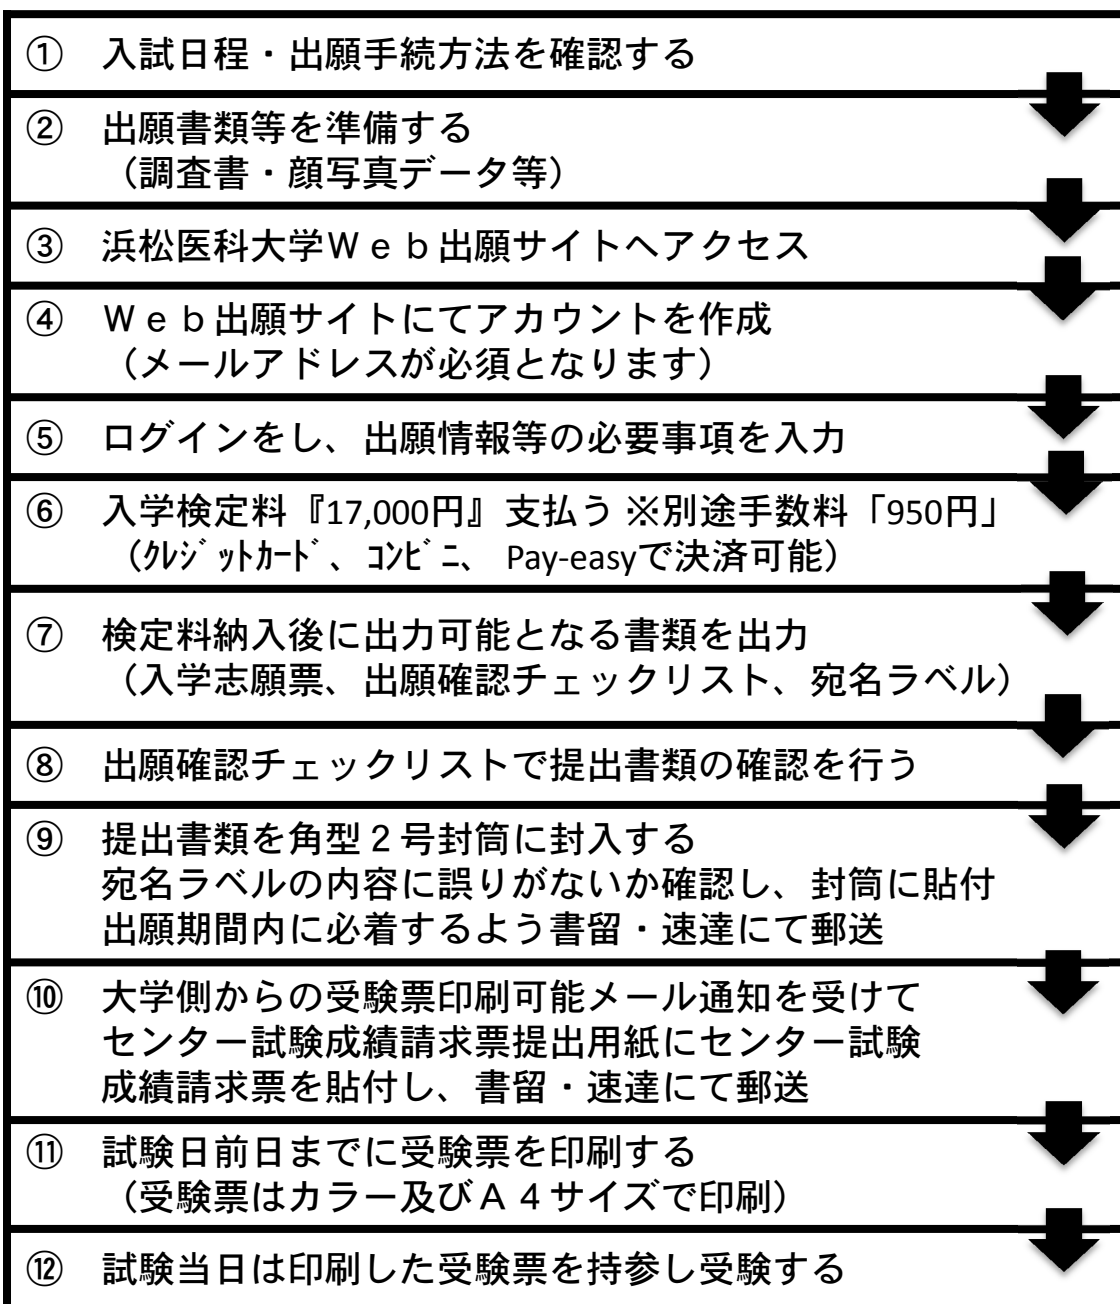 ① 入試日程・出願手続方法を確認する
② 出願書類等を準備する
（調査書・顔写真データ等）
③ 浜松医科大学Ｗｅｂ出願サイトへアクセス
④ Ｗｅｂ出願サイトにてアカウントを作成
（メールアドレスが必須となります）
⑤ ログインをし、出願情報等の必要事項を入力
⑥ 入学検定料『17,000円』支払う ※別途手数料「950円」
（ｸﾚｼﾞｯﾄｶｰﾄﾞ、ｺﾝﾋﾞﾆ、 Pay-easyで決済可能）
⑦ 検定料納入後に出力可能となる書類を出力
（入学志願票、出願確認チェックリスト、宛名ラベル）
⑧ 出願確認チェックリストで提出書類の確認を行う
⑨ 提出書類を角型２号封筒に封入する
宛名ラベルの内容に誤りがないか確認し、封筒に貼付
出願期間内に必着するよう書留・速達にて郵送
⑩ 大学側からの受験票印刷可能メール通知を受けて
センター試験成績請求票提出用紙にセンター試験
成績請求票を貼付し、書留・速達にて郵送
⑪ 試験日前日までに受験票を印刷する
（受験票はカラー及びＡ４サイズで印刷）
⑫ 試験当日は印刷した受験票を持参し受験する